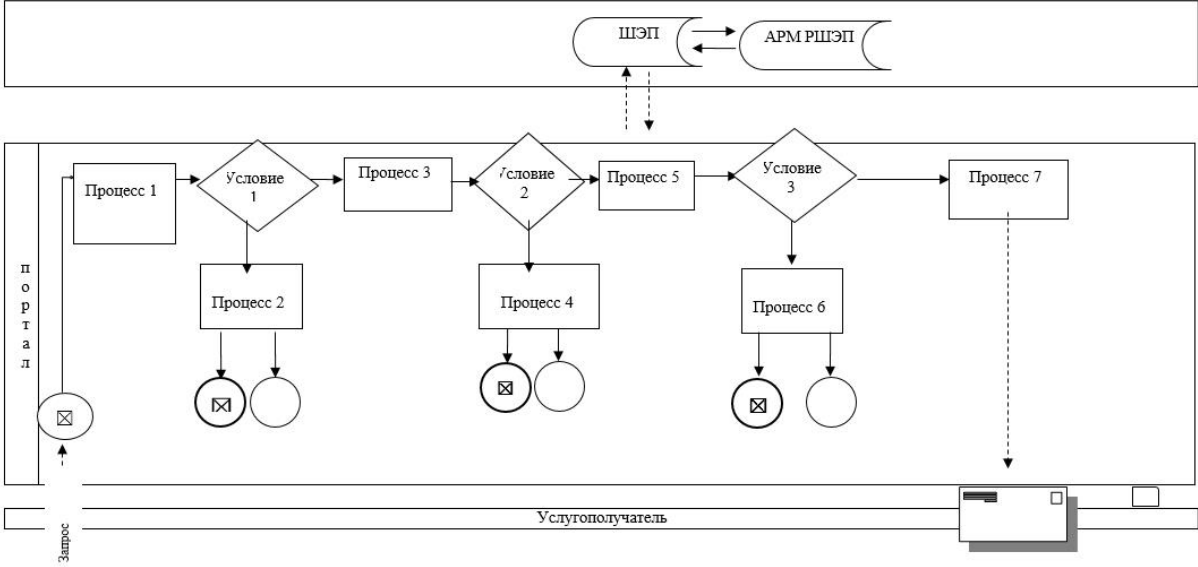 ШЭП
АРМ РШЭП
портал
Процесс 1
Условие
1
Процесс 3
Условие
2
Процесс 5
Условие
3
Процесс 7
Процесс 2
Процесс 4
Процесс 6
Запрос
Услугополучатель